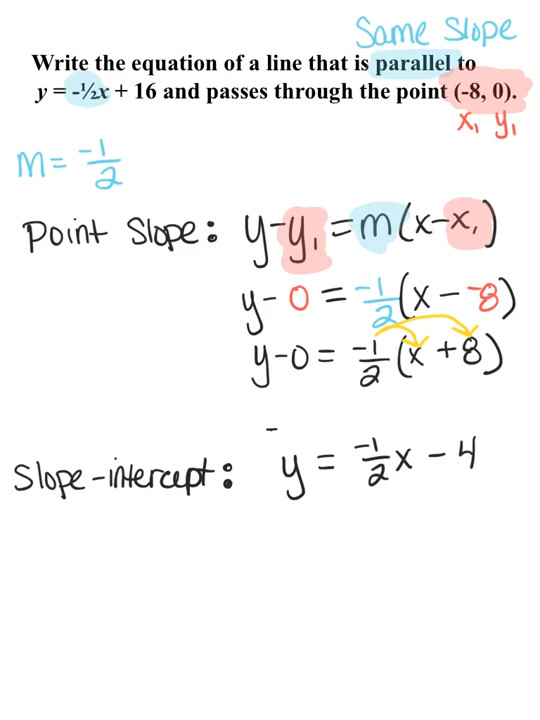 Same Slope
Write the equation of a line that is parallel to
y = -½x + 16 and passes through the point (-8, 0).
x₁ y₁
m = -1/2
Point Slope: y - y₁ = m(x - x₁)
y - 0 = -1/2(x - -8)
y - 0 = -1/2(x + 8)
Slope-intercept: y = -1/2x - 4